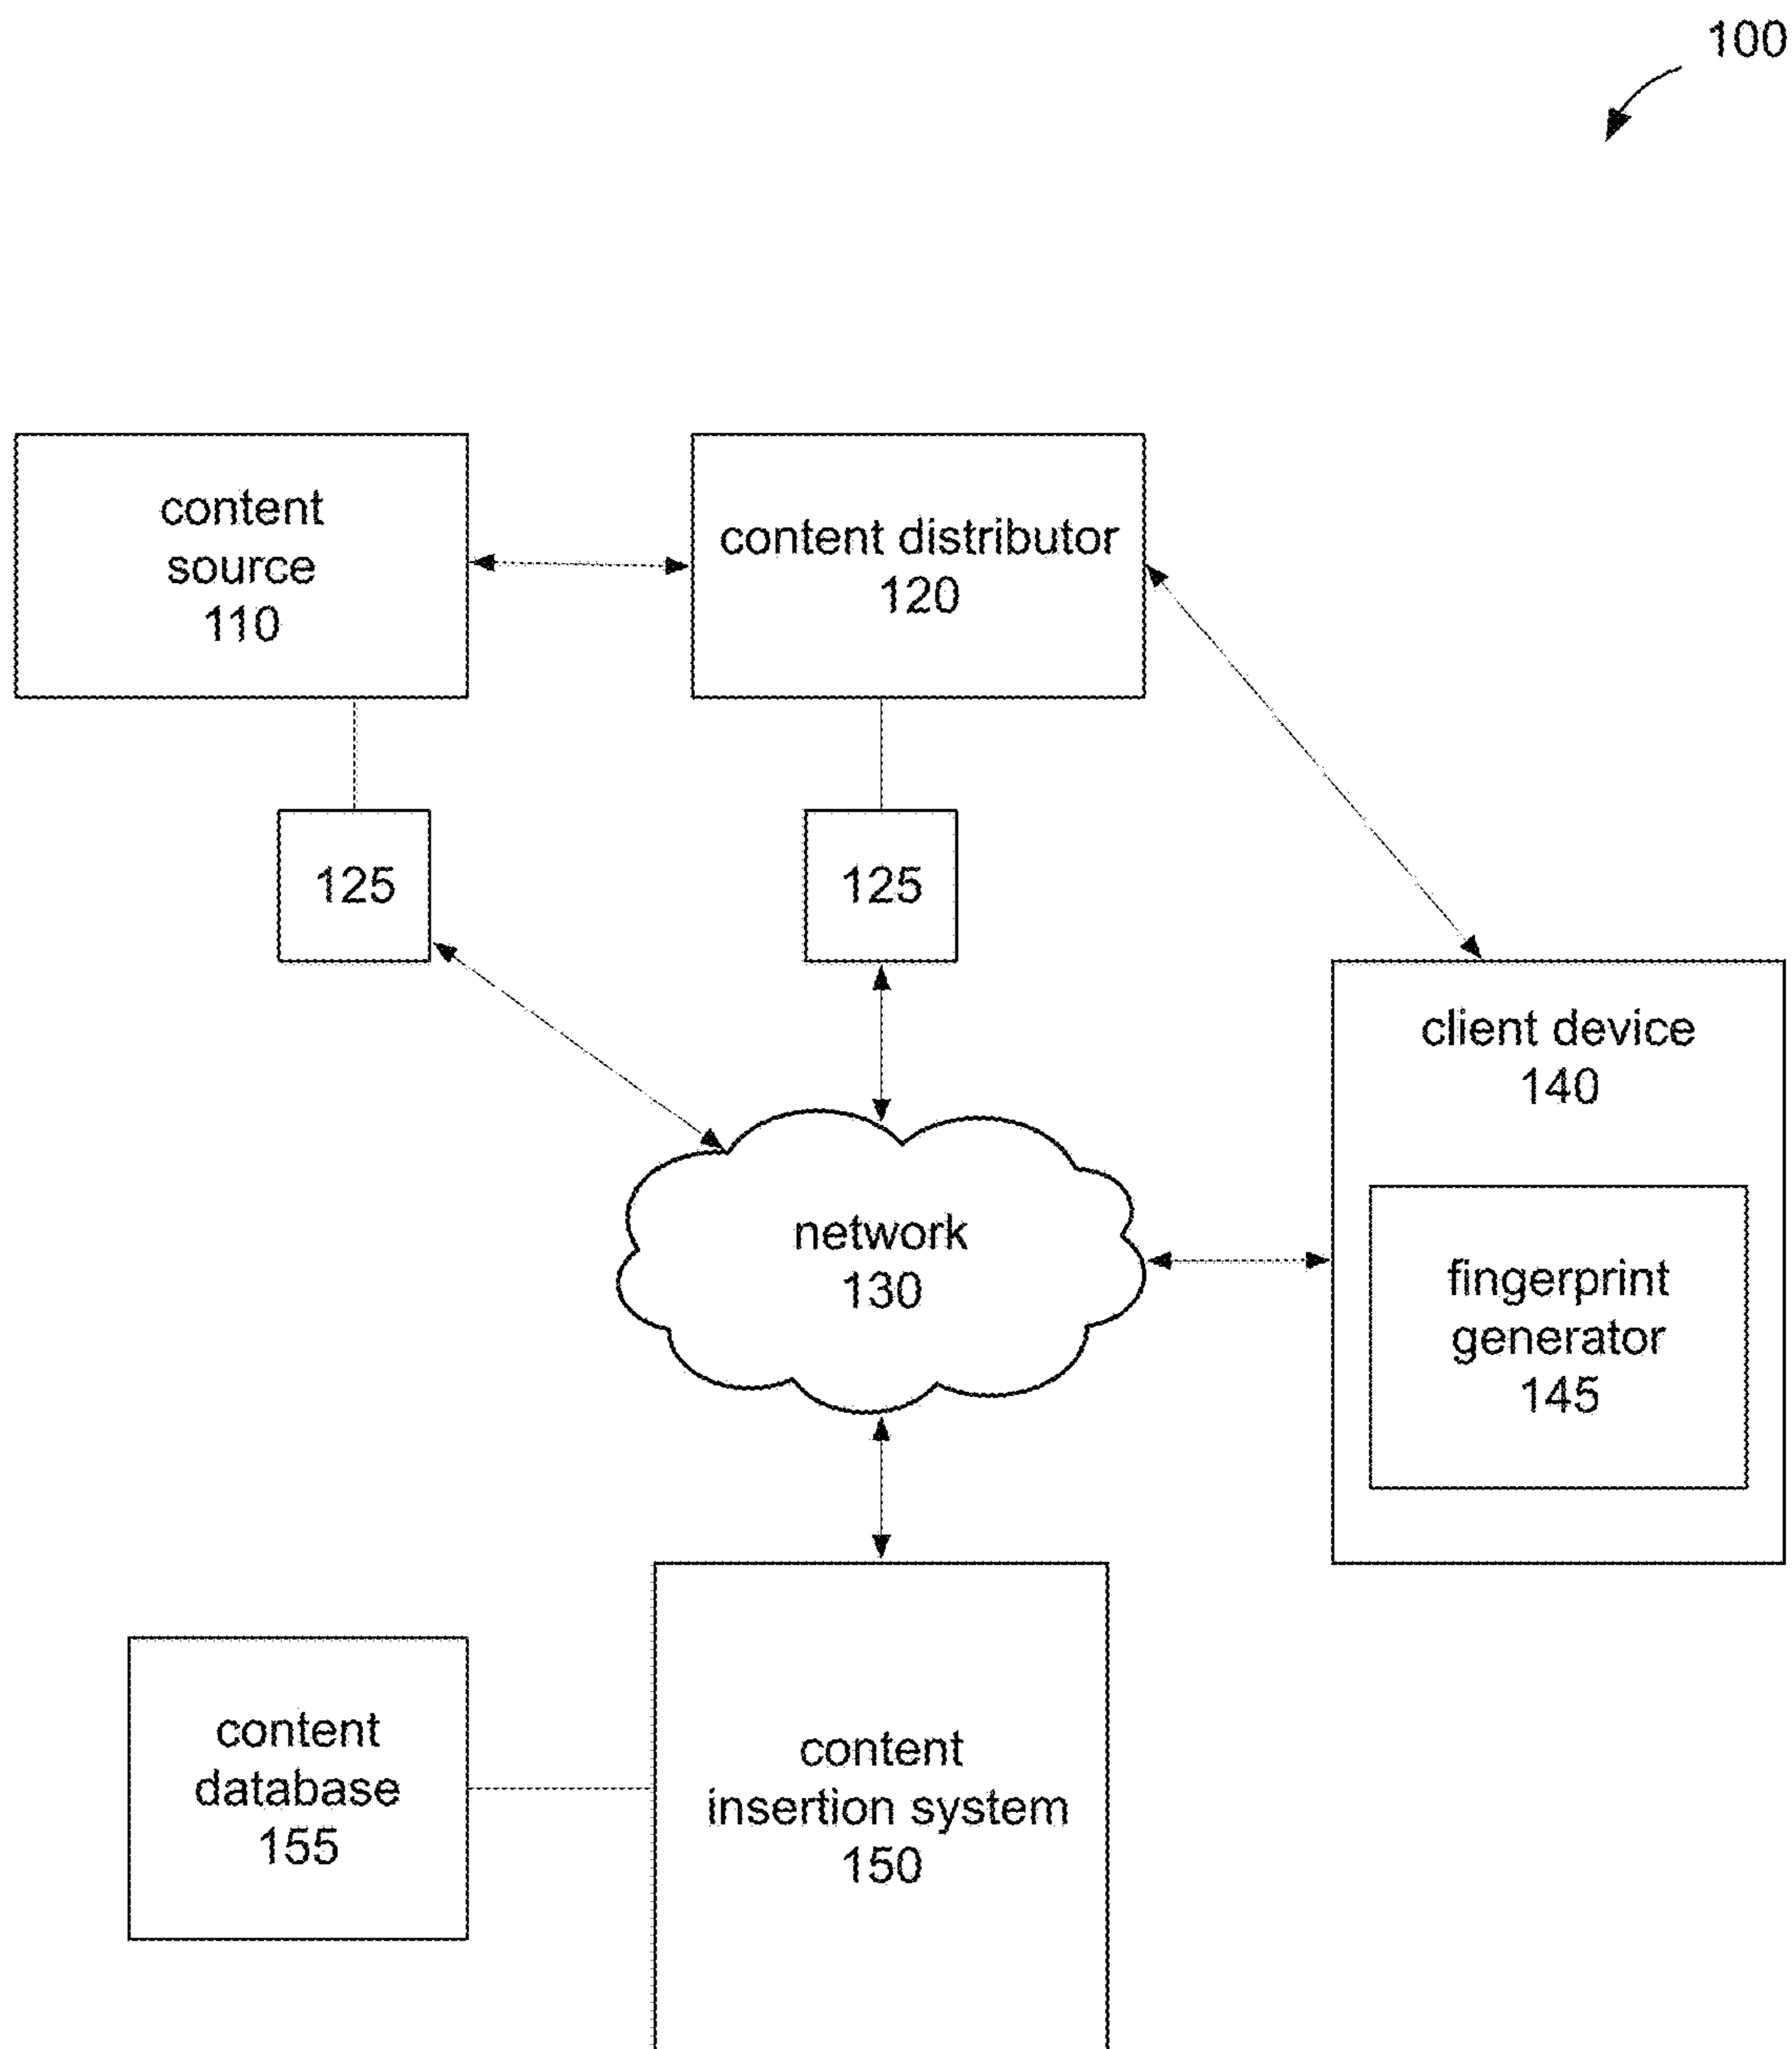 100
content
source
110
content distributor
120
125
125
client device
140
network
130
fingerprint
generator
145
content
database
155
content
insertion system
150